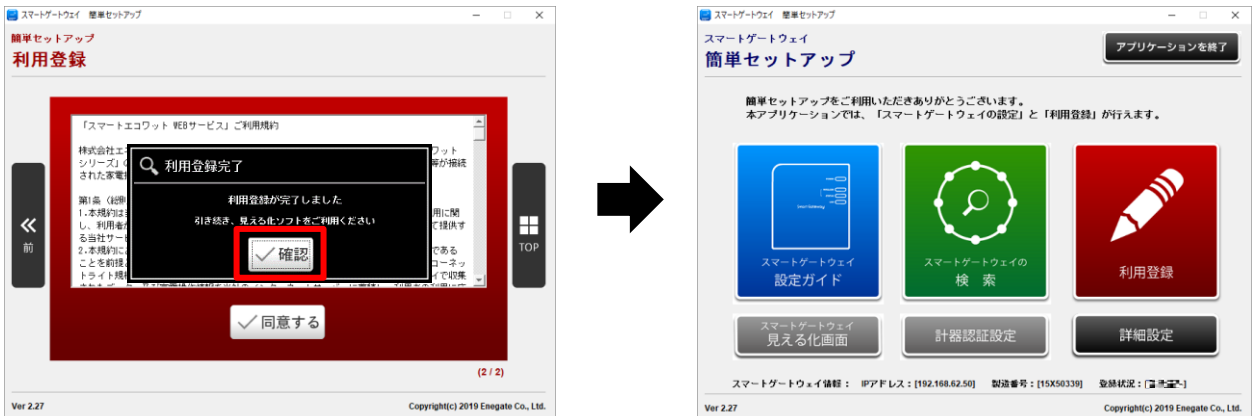 スマートゲートウェイ 簡単セットアップ
簡単セットアップ
利用登録
「スマートエコワット WEBサービス」ご利用規約
株式会社エ
ワット
シリーズ」
等が接続
された家電
利用登録完了
利用登録が完了しました
引き続き、見える化ソフトをご利用ください
確認
第1条（総則
1.本規約は
用に関
し、利用者
て提供す
る当社サー
2.本規約に
である
ことを前提
コーネッ
トライト規
イで収集
前
TOP
同意する
(2 / 2)
Ver 2.27
Copyright(c) 2019 Enegate Co., Ltd.
スマートゲートウェイ 簡単セットアップ
スマートゲートウェイ
簡単セットアップ
アプリケーションを終了
簡単セットアップをご利用いただきありがとうございます。
本アプリケーションでは、「スマートゲートウェイの設定」と「利用登録」が行えます。
スマートゲートウェイ
設定ガイド
スマートゲートウェイの
検 索
利用登録
スマートゲートウェイ
見える化画面
計器認証設定
詳細設定
スマートゲートウェイ情報： IPアドレス：[192.168.62.50] 製造番号：[15X50339] 登録状況：[
Ver 2.27
Copyright(c) 2019 Enegate Co., Ltd.